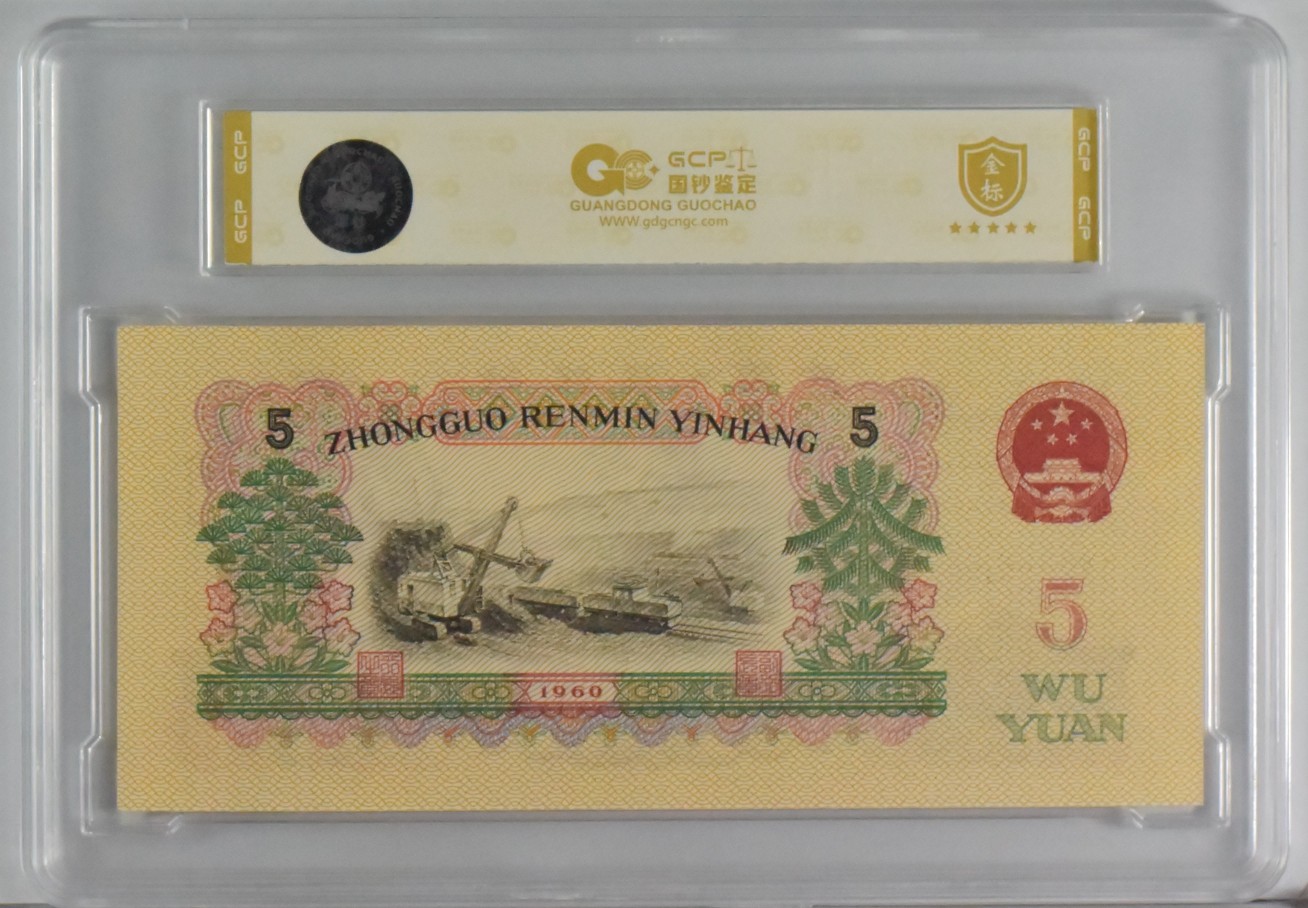 GCP
GCP
GCP
国钞鉴定
GUANGDONG GUOCHAO
WWW.gdgcngc.com
金
标
GCP
GCP
5
ZHONGGUO RENMIN YINHANG
5
1960
5
WU
YUAN